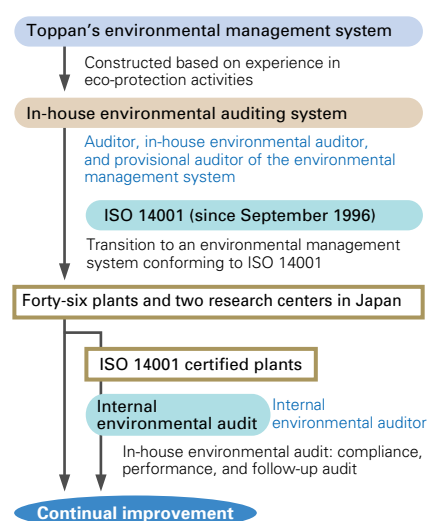 Toppan's environmental management system
Constructed based on experience in
eco-protection activities
In-house environmental auditing system
Auditor, in-house environmental auditor,
and provisional auditor of the environmental
management system
ISO 14001 (since September 1996)
Transition to an environmental management
system conforming to ISO 14001
Forty-six plants and two research centers in Japan
ISO 14001 certified plants
Internal
environmental audit
Internal
environmental auditor
In-house environmental audit: compliance,
performance, and follow-up audit
Continual improvement